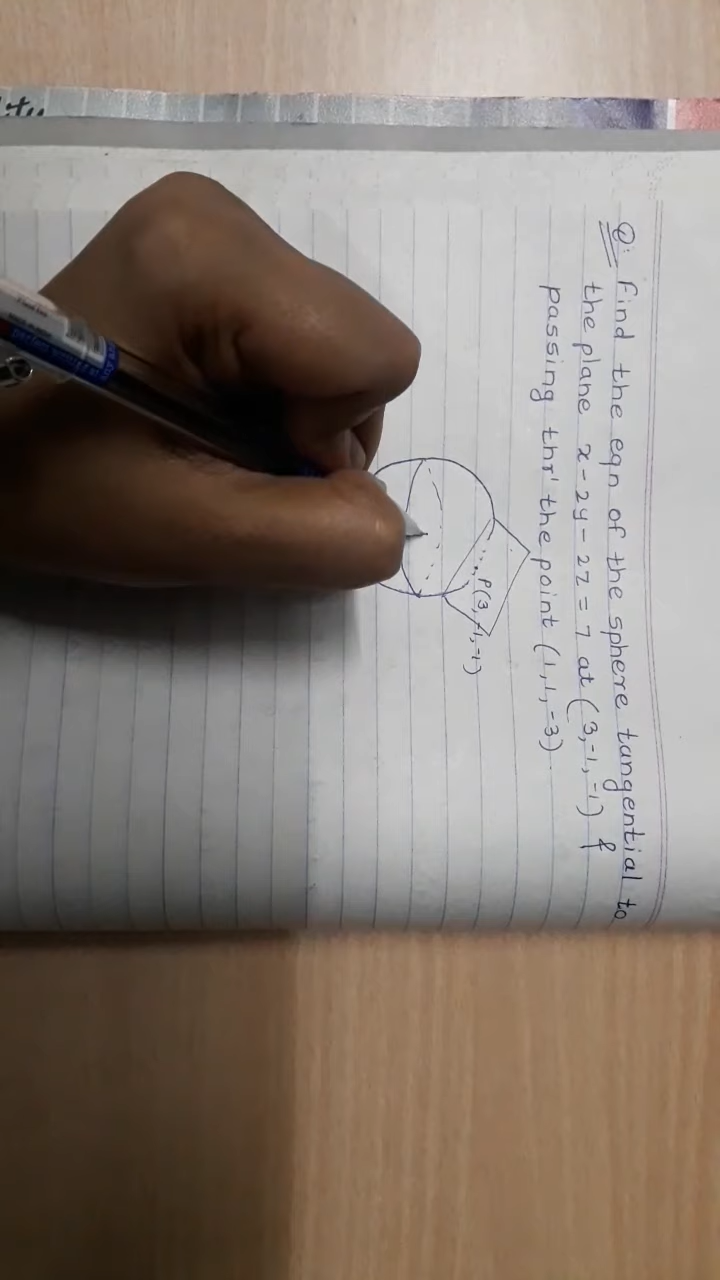 Q: find the eqn of the sphere tangential to
the plane x-2y-2z=7 at (3,-1,-1) &
passing thr' the point (1,1,-3).
P(3,-1,-1)